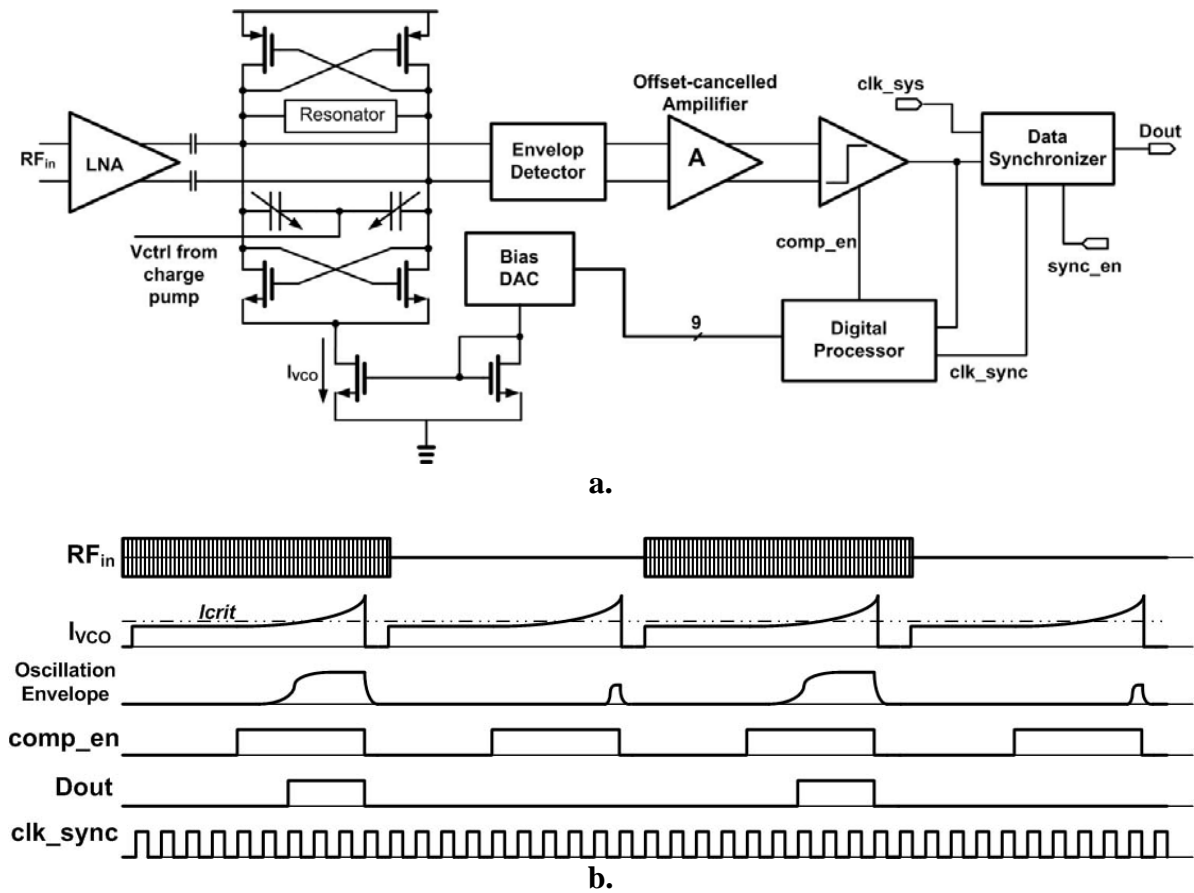 Offset-cancelled
Ampilifier
clk_sys
Resonator
RFin
LNA
Envelop
Detector
A
Data
Synchronizer
Dout
Vctrl from
charge
pump
comp_en
sync_en
Bias
DAC
9
Digital
Processor
clk_sync
IVCO
a.
RFin
Icrit
IVCO
Oscillation
Envelope
comp_en
Dout
clk_sync
b.